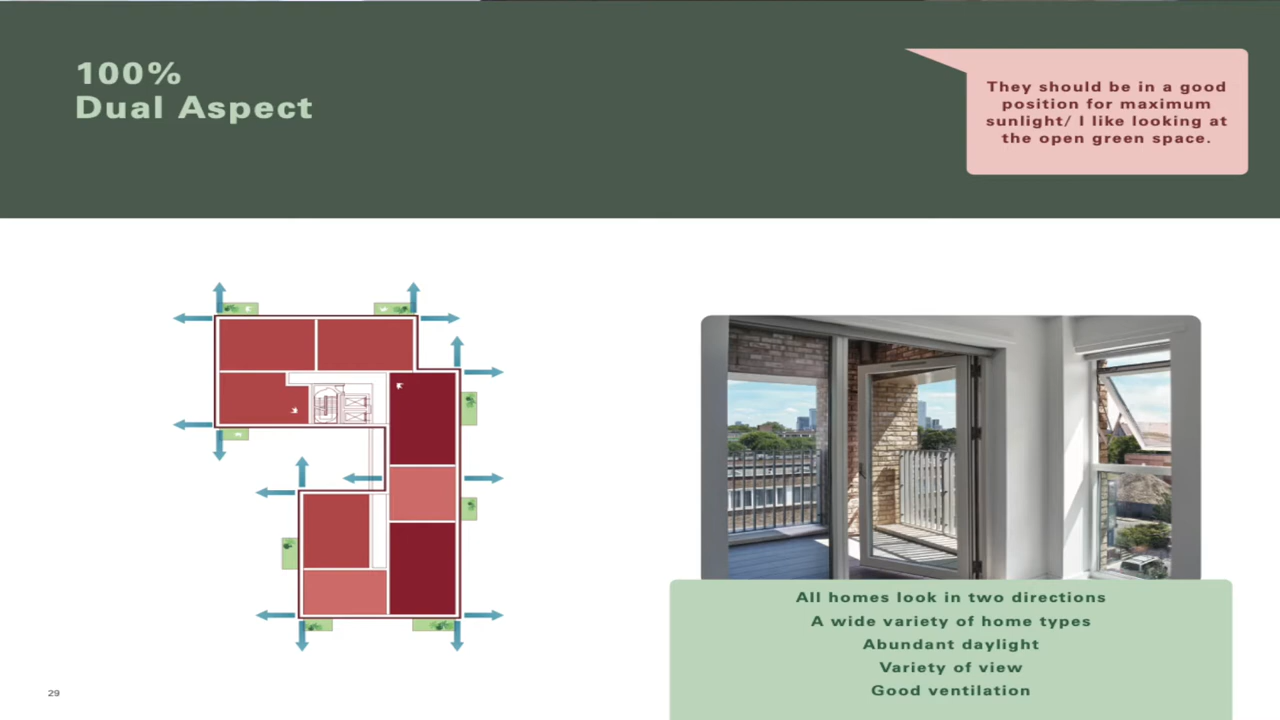 100%
Dual Aspect
They should be in a good
position for maximum
sunlight/ I like looking at
the open green space.
All homes look in two directions
A wide variety of home types
Abundant daylight
Variety of view
Good ventilation
29